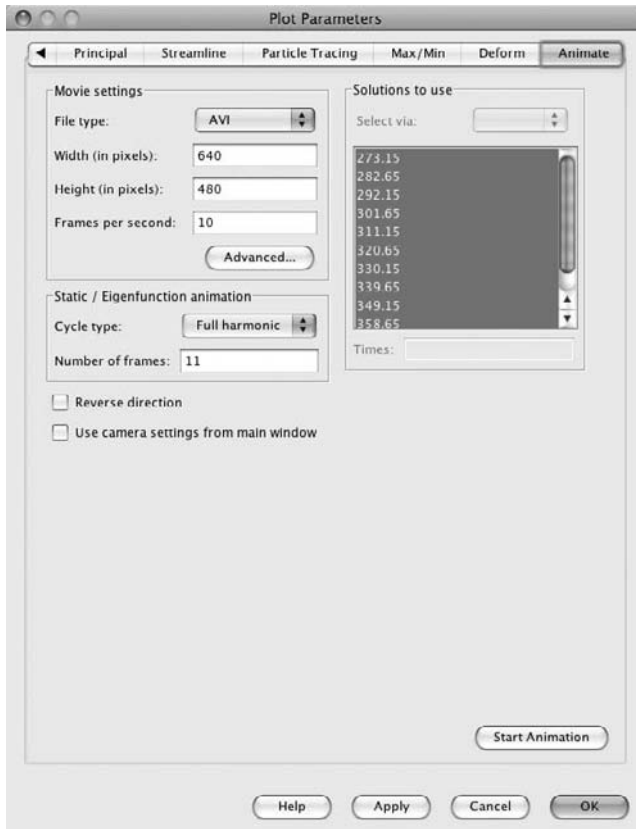 Plot Parameters
Principal Streamline Particle Tracing Max/Min Deform Animate
Movie settings
File type: AVI
Width (in pixels): 640
Height (in pixels): 480
Frames per second: 10
Advanced...
Static / Eigenfunction animation
Cycle type: Full harmonic
Number of frames: 11
Reverse direction
Use camera settings from main window
Solutions to use
Select via:
273.15
282.65
292.15
301.65
311.15
320.65
330.15
339.65
349.15
358.65
Times:
Start Animation
Help Apply Cancel OK